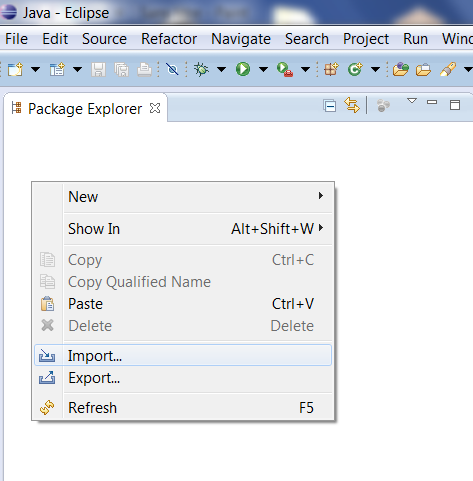 Java - Eclipse
File Edit Source Refactor Navigate Search Project Run Wind
Package Explorer
New
Show In Alt+Shift+W
Copy Ctrl+C
Copy Qualified Name
Paste Ctrl+V
Delete Delete
Import...
Export...
Refresh F5